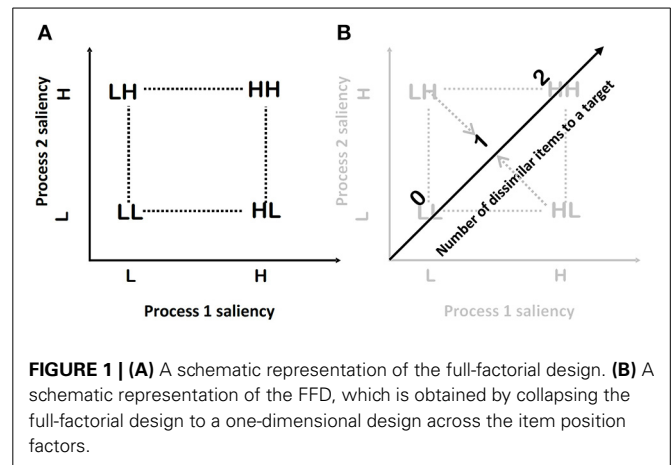 A
B
Process 2 saliency
H
L
LH
HH
LL
HL
L
H
Process 1 saliency
Process 2 saliency
H
L
LH
HH
LL
HL
0
1
2
Number of dissimilar items to a target
L
H
Process 1 saliency
FIGURE 1 | (A) A schematic representation of the full-factorial design. (B) A
schematic representation of the FFD, which is obtained by collapsing the
full-factorial design to a one-dimensional design across the item position
factors.